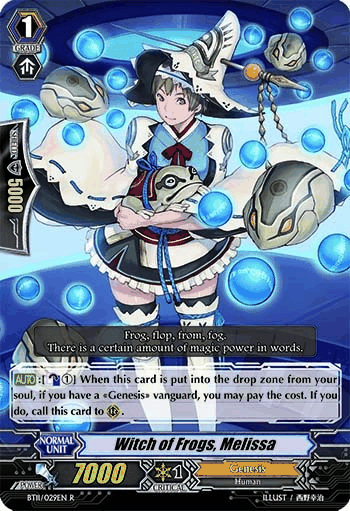 1
GRADE
SHIELD
5000
Frog, flop, from, fog.
There is a certain amount of magic power in words.
AUTO:[①] When this card is put into the drop zone from your
soul, if you have a «Genesis» vanguard, you may pay the cost. If you
do, call this card to .
NORMAL
UNIT
Witch of Frogs, Melissa
POWER
7000
1
CRITICAL
Genesis
Human
BT11/029EN R
ILLUST / 西野幸治